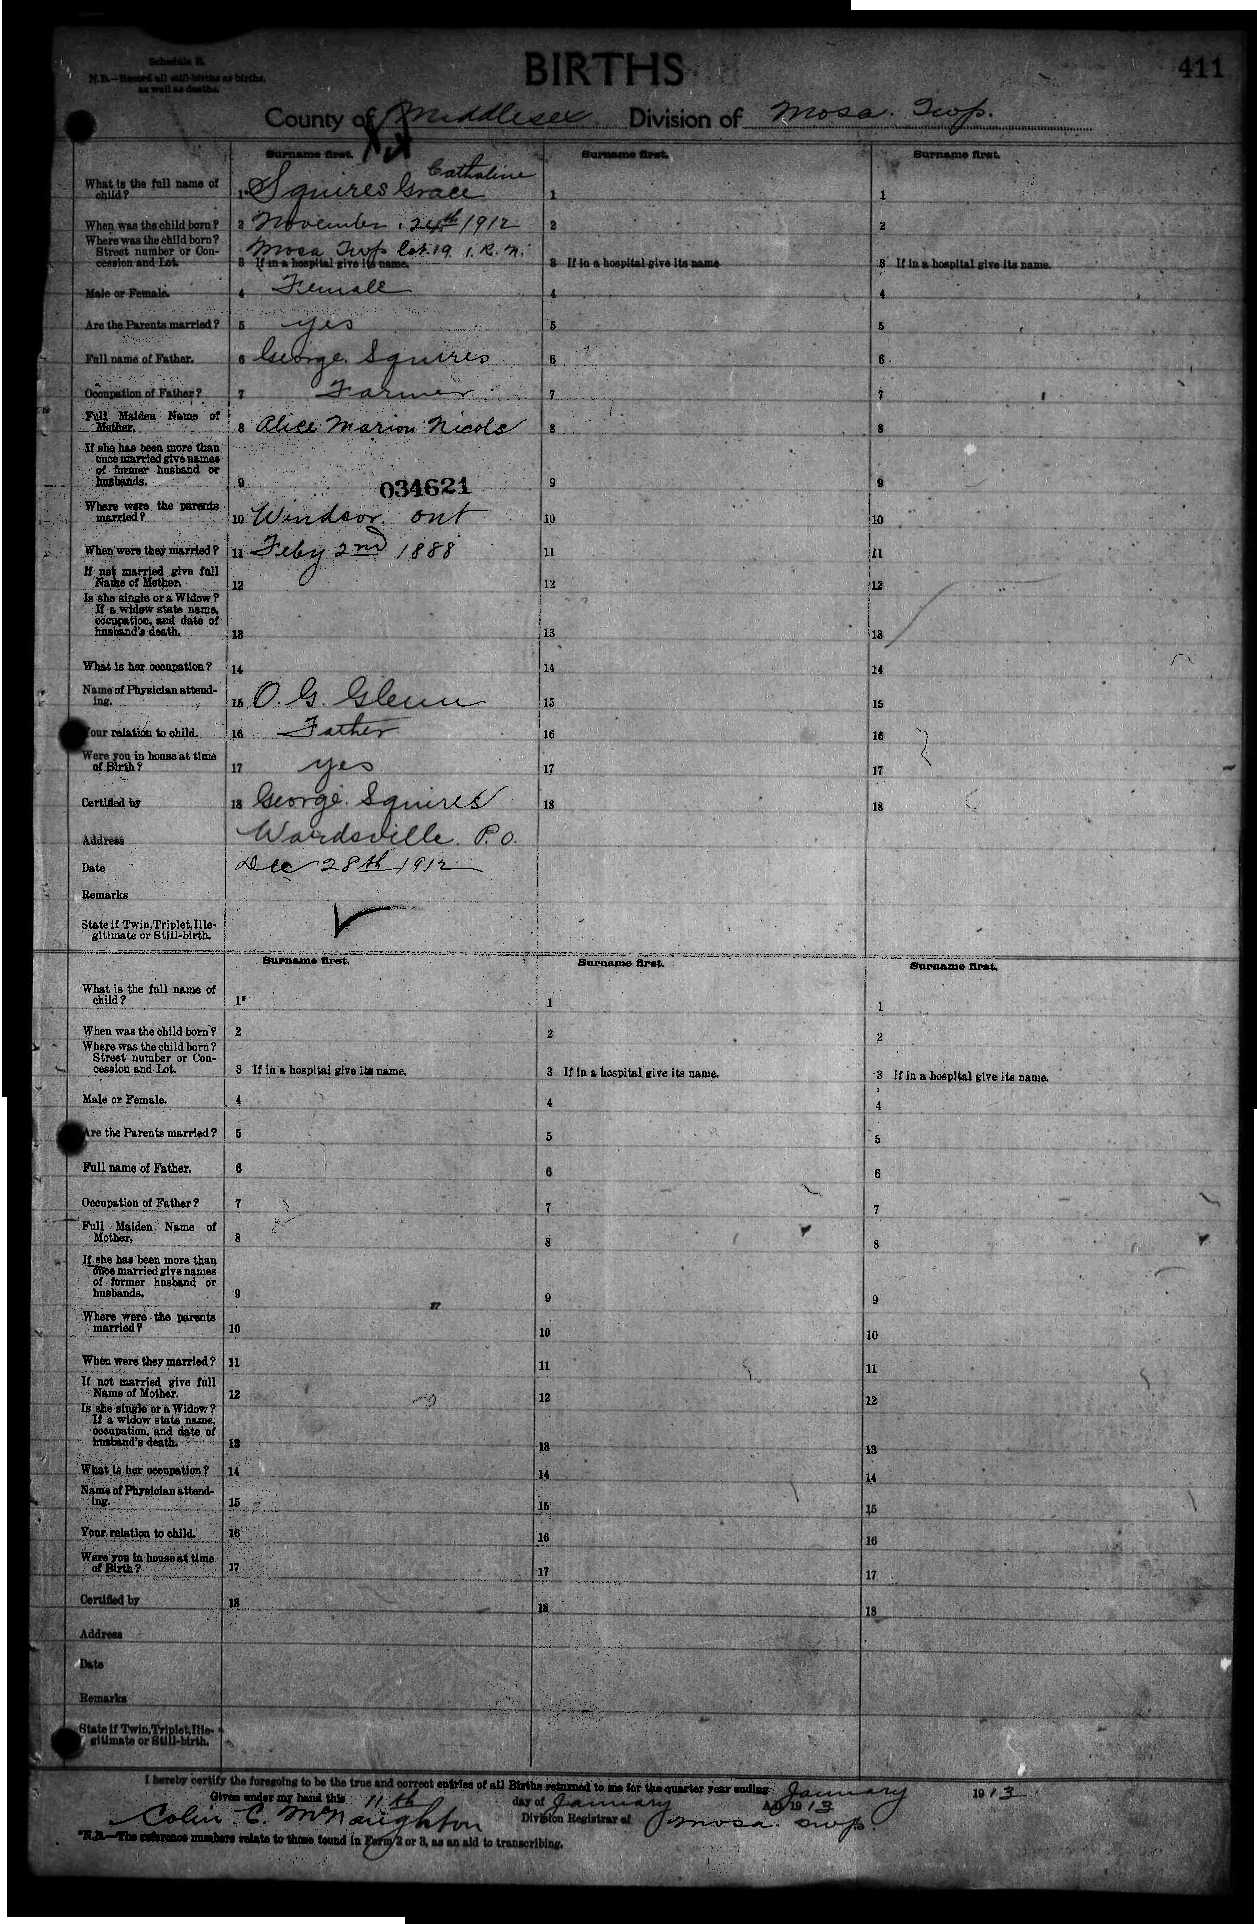 Schedule B.
N.B.—Record all still-births as births,
as well as deaths.
BIRTHS
411
County of Middlesex Division of Mosa Twp.
Surname first. Surname first. Surname first.
Catholine
What is the full name of child? 1* Squires Grace 1 1
When was the child born? 2 November 24th 1912 2 2
Where was the child born? Street number or Concession and Lot. Mosa Twp Lot 19 1. R. N.
3 If in a hospital give its name. 3 If in a hospital give its name 3 If in a hospital give its name.
Male or Female. 4 Female 4 4
Are the Parents married? 5 yes 5 5
Full name of Father. 6 George Squires 6 6
Occupation of Father? 7 Farmer 7 7
Full Maiden Name of Mother. 8 Alice Marion Nicols 8 8
If she has been more than once married give names of former husband or husbands. 9 9 9
034621
Where were the parents married? 10 Windsor ont 10 10
When were they married? 11 Feby 2nd 1888 11 11
If not married give full Name of Mother. 12 12 12
Is she single or a Widow? If a widow state name, occupation, and date of husband's death. 13 13 13
What is her occupation? 14 14 14
Name of Physician attending. 15 O. G. Glenn 15 15
Your relation to child. 16 Father 16 16
Were you in house at time of Birth? 17 yes 17 17
Certified by 18 George Squires 18 18
Address Wardsville P.O.
Date Dec 28th 1912
Remarks
State if Twin, Triplet, Illegitimate or Still-birth.
Surname first. Surname first. Surname first.
What is the full name of child? 1* 1 1
When was the child born? 2 2 2
Where was the child born? Street number or Concession and Lot. 3 If in a hospital give its name. 3 If in a hospital give its name. 3 If in a hospital give its name.
Male or Female. 4 4 4
Are the Parents married? 5 5 5
Full name of Father. 6 6 6
Occupation of Father? 7 7 7
Full Maiden Name of Mother. 8 8 8
If she has been more than once married give names of former husband or husbands. 9 9 9
Where were the parents married? 10 10 10
When were they married? 11 11 11
If not married give full Name of Mother. 12 12 12
Is she single or a Widow? If a widow state name, occupation, and date of husband's death. 13 13 13
What is her occupation? 14 14 14
Name of Physician attending. 15 15 15
Your relation to child. 16 16 16
Were you in house at time of Birth? 17 17 17
Certified by 18 18 18
Address
Date
Remarks
State if Twin, Triplet, Illegitimate or Still-birth.
I hereby certify the foregoing to be the true and correct entries of all Births returned to me for the quarter year ending January 1913
Given under my hand this 11th day of January A.D. 1913
Colin C. McNaughton Division Registrar of Mosa Twp.
*N.B.—The reference numbers relate to those found in Form 2 or 3, as an aid to transcribing.